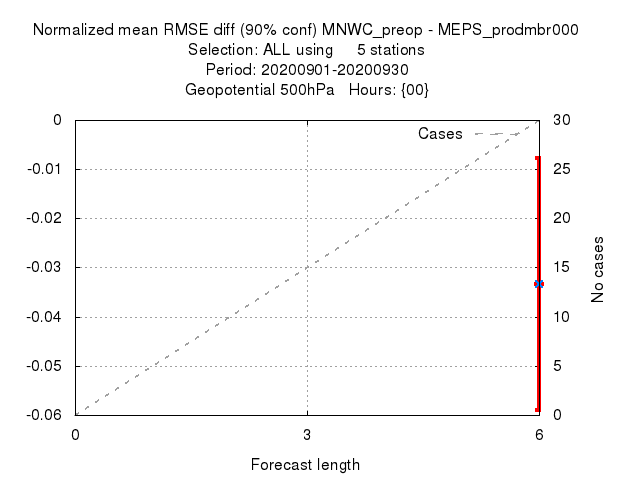 Normalized mean RMSE diff (90% conf) MNWC_preop - MEPS_prodmbr000
Selection: ALL using 5 stations
Period: 20200901-20200930
Geopotential 500hPa Hours: {00}
Cases
0
-0.01
-0.02
-0.03
-0.04
-0.05
-0.06
30
25
20
15
10
5
0
No cases
0 3 6
Forecast length